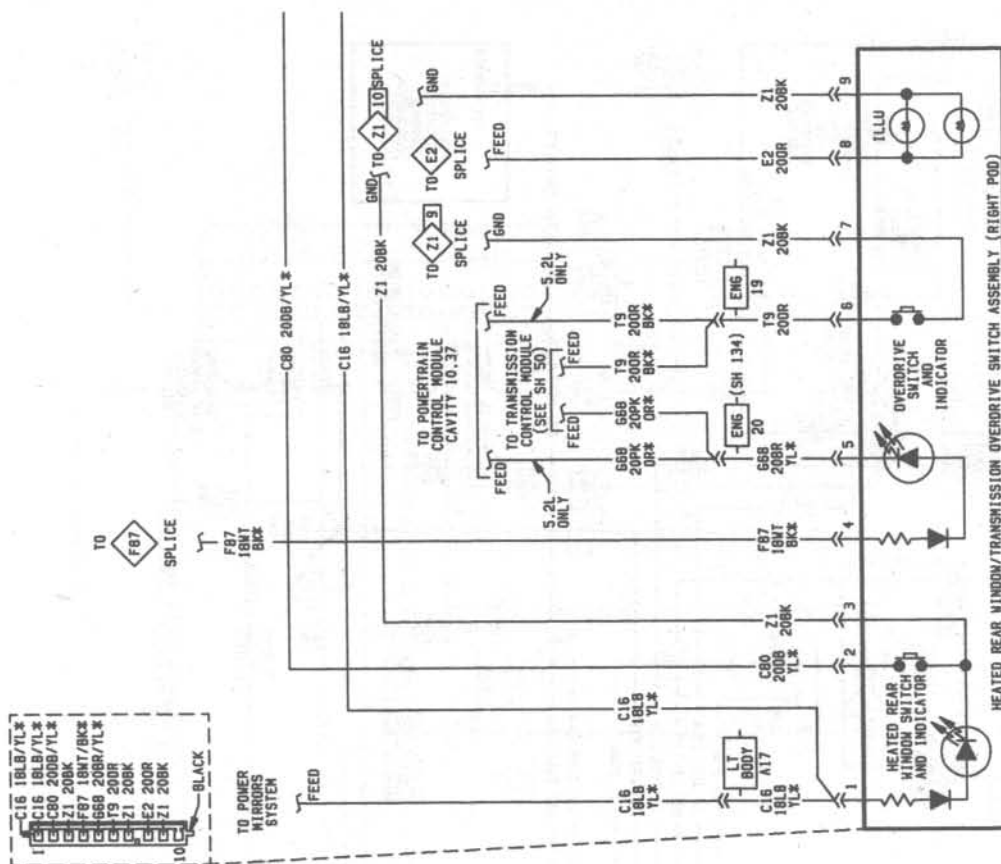 C80 20DB/YL*
C16 18LB/YL*
Z1 20BK
GND
TO Z1 10 SPLICE
GND
TO E2
SPLICE
FEED
TO Z1 9
SPLICE
GND
TO POWERTRAIN
CONTROL MODULE
CAVITY 10.37
FEED
FEED
5.2L
ONLY
5.2L
ONLY
TO TRANSMISSION
CONTROL MODULE
(SEE SH 50)
FEED
FEED
TO
F87
SPLICE
F87
18WT
BK*
G68
20PK
OR*
G68
20PK
OR*
T9
20OR
BK*
T9
20OR
BK*
ENG
20
(SH 134)
ENG
19
C16 18LB/YL*
C16 18LB/YL*
C80 20DB/YL*
Z1 20BK
F87 18WT/BK*
G68 20BR/YL*
T9 20OR
Z1 20BK
E2 20OR
Z1 20BK
1
10
BLACK
TO POWER
MIRRORS
SYSTEM
FEED
C16
18LB
YL*
C16
18LB
YL*
LT
BODY
A17
C16
18LB
YL*
C80
20DB
YL*
Z1
20BK
F87
18WT
BK*
G68
20BR
YL*
T9
20OR
Z1
20BK
E2
20OR
Z1
20BK
1
2
3
4
5
6
7
8
9
HEATED REAR
WINDOW SWITCH
AND INDICATOR
OVERDRIVE
SWITCH
AND
INDICATOR
ILLU
HEATED REAR WINDOW/TRANSMISSION OVERDRIVE SWITCH ASSEMBLY (RIGHT POD)